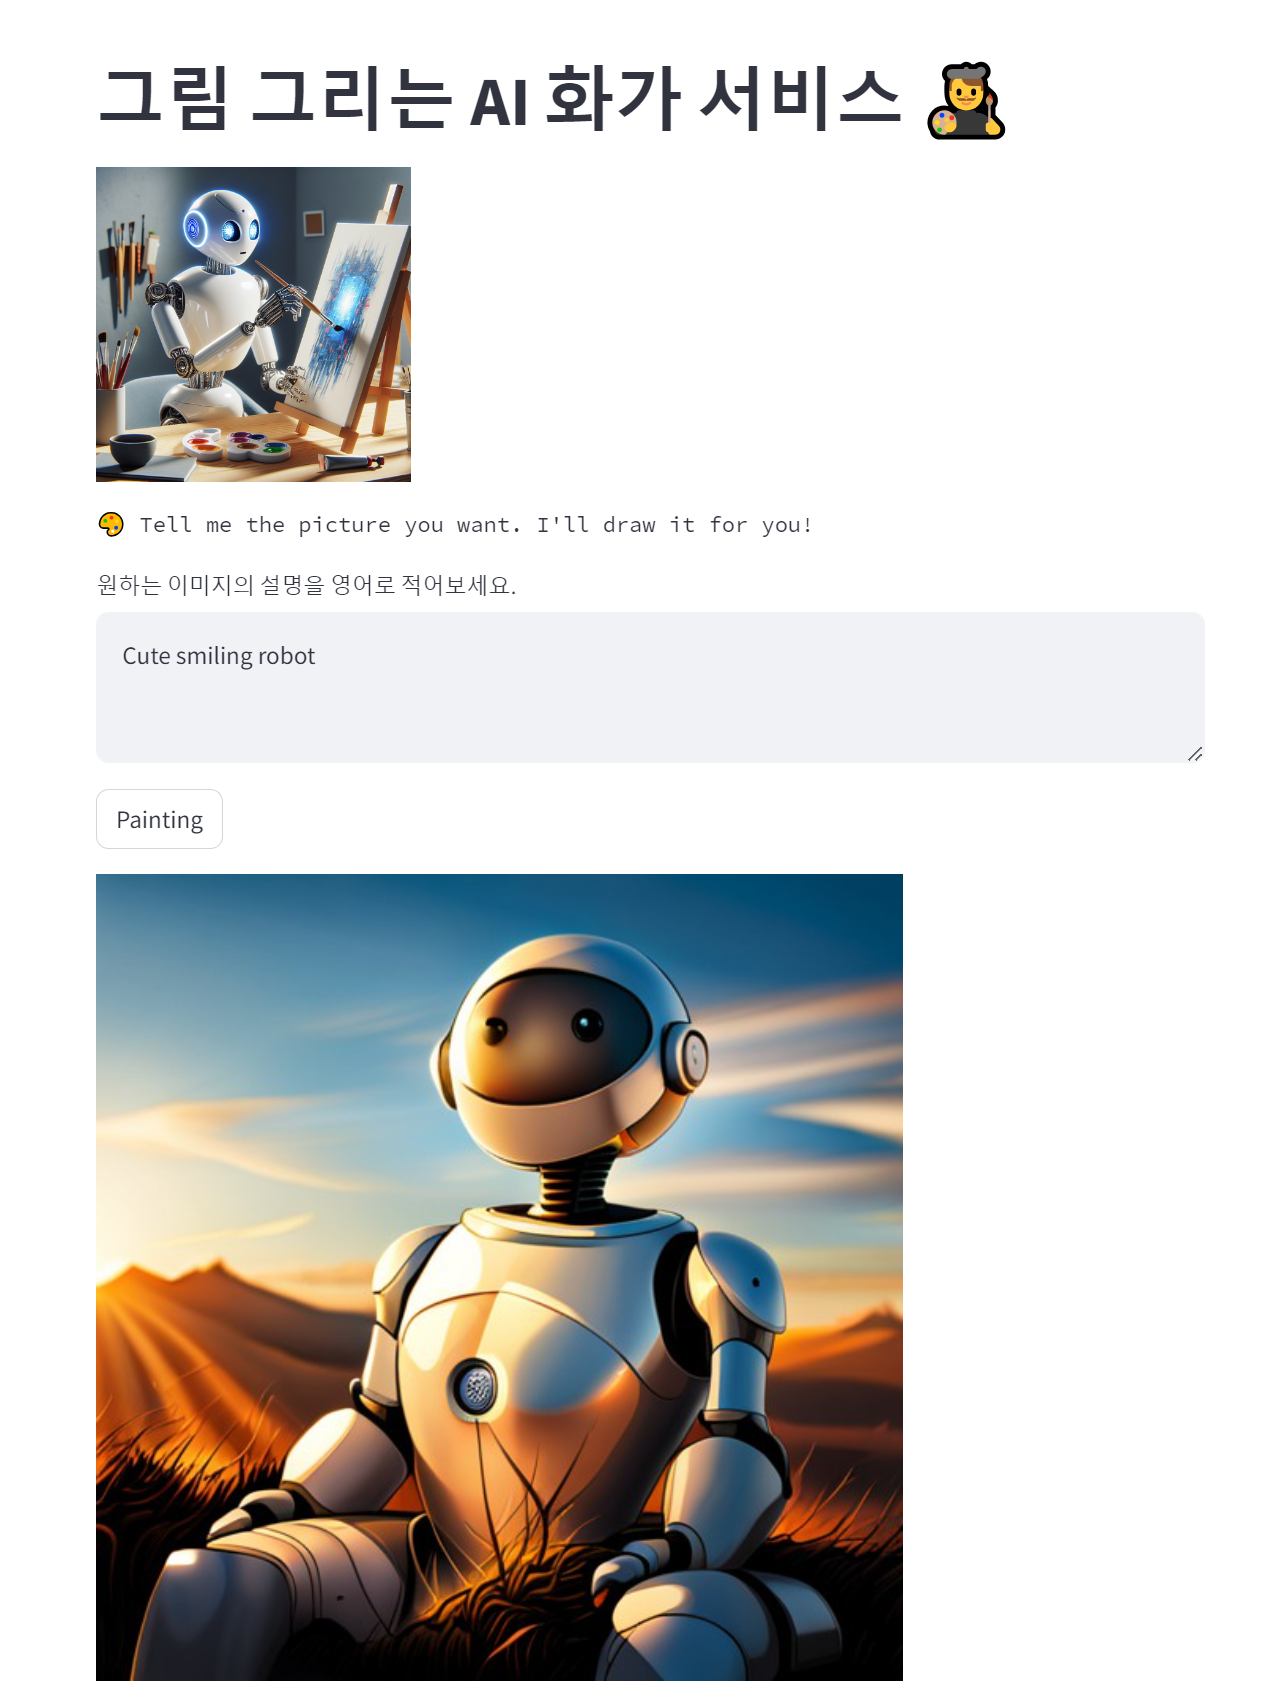 그림 그리는 AI 화가 서비스
Tell me the picture you want. I'll draw it for you!
원하는 이미지의 설명을 영어로 적어보세요.
Cute smiling robot
Painting